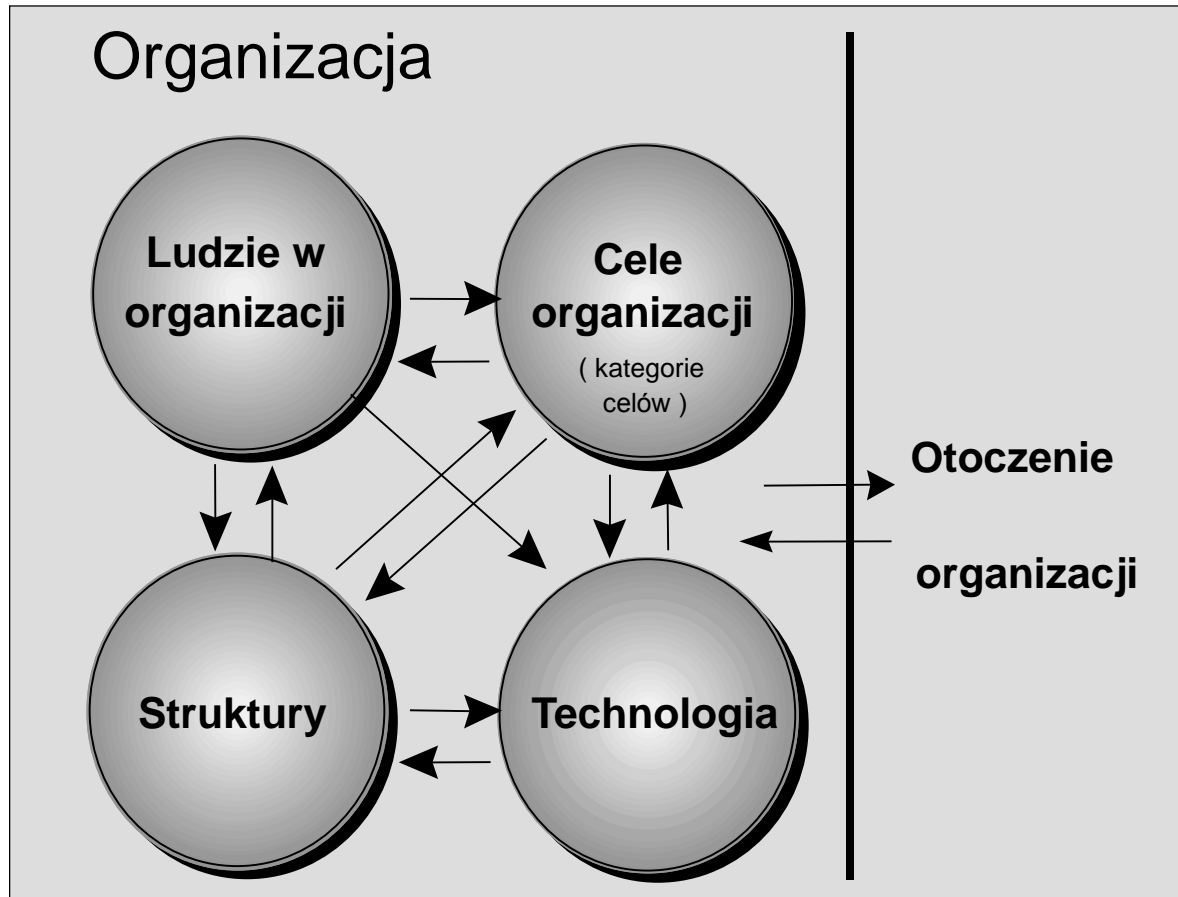 Organizacja
Ludzie w
organizacji
Cele
organizacji
( kategorie
celów )
Otoczenie
organizacji
Struktury
Technologia